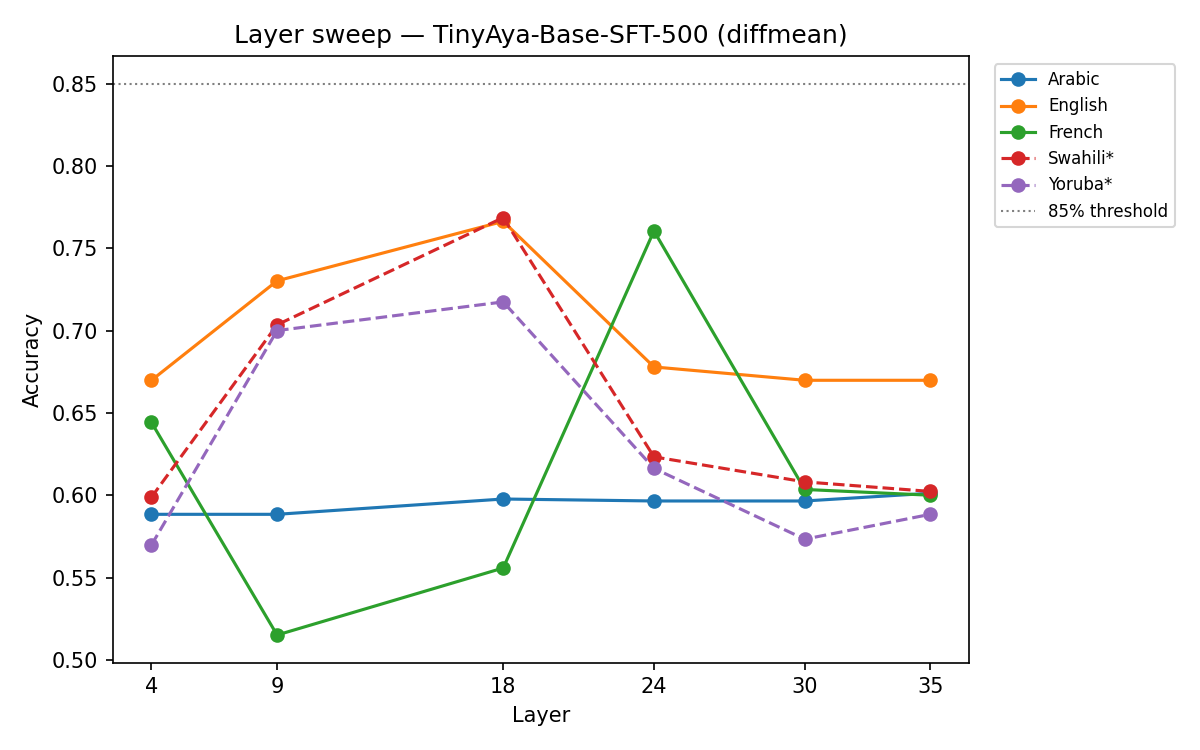 Layer sweep — TinyAya-Base-SFT-500 (diffmean)
Accuracy
0.85
0.80
0.75
0.70
0.65
0.60
0.55
0.50
4 9 18 24 30 35
Layer
Arabic
English
French
Swahili*
Yoruba*
85% threshold